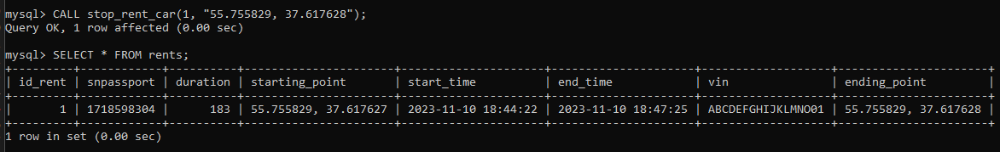 mysql> CALL stop_rent_car(1, "55.755829, 37.617628");
Query OK, 1 row affected (0.00 sec)
mysql> SELECT * FROM rents;
+---------+------------+----------+----------------------+---------------------+---------------------+-------------------+----------------------+
| id_rent | snpassport | duration | starting_point       | start_time          | end_time            | vin               | ending_point         |
+---------+------------+----------+----------------------+---------------------+---------------------+-------------------+----------------------+
|       1 | 1718598304 |      183 | 55.755829, 37.617627 | 2023-11-10 18:44:22 | 2023-11-10 18:47:25 | ABCDEFGHIJKLMNO01 | 55.755829, 37.617628 |
+---------+------------+----------+----------------------+---------------------+---------------------+-------------------+----------------------+
1 row in set (0.00 sec)